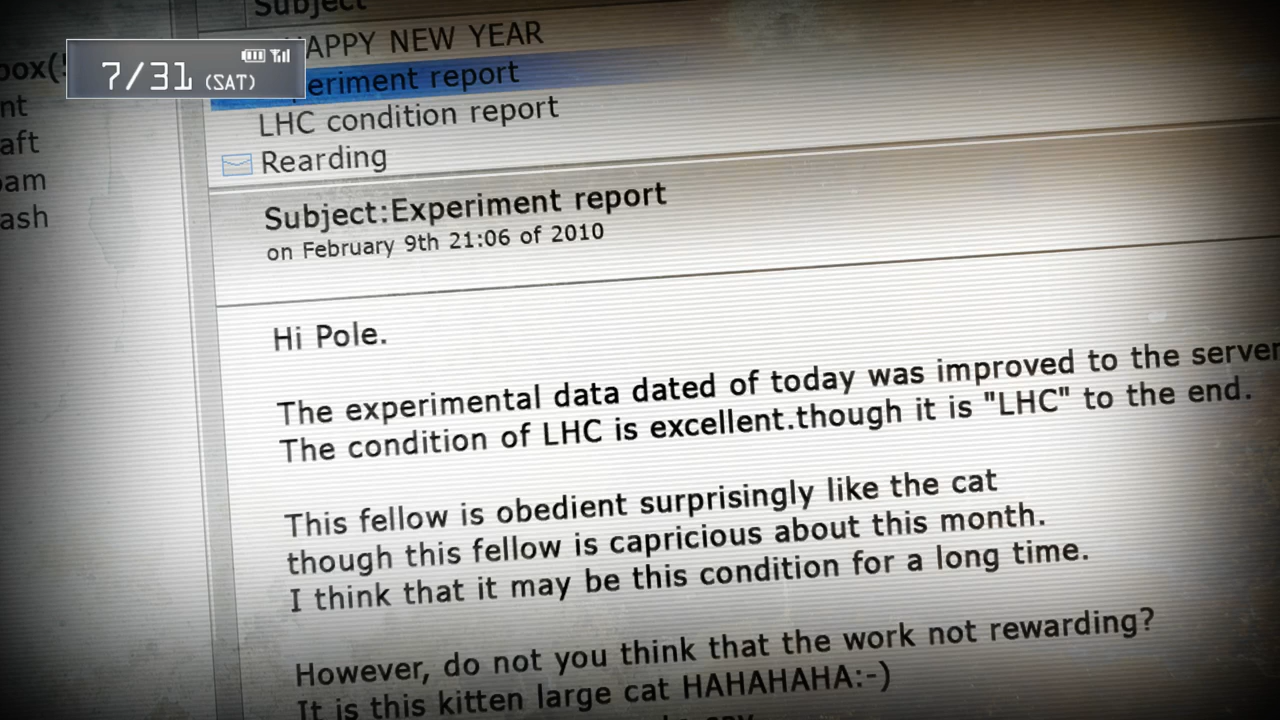 Subject
7/31 (SAT)
HAPPY NEW YEAR
periment report
LHC condition report
Rearding
box(
nt
aft
am
ash
Subject:Experiment report
on February 9th 21:06 of 2010
Hi Pole.
The experimental data dated of today was improved to the server
The condition of LHC is excellent.though it is "LHC" to the end.
This fellow is obedient surprisingly like the cat
though this fellow is capricious about this month.
I think that it may be this condition for a long time.
However, do not you think that the work not rewarding?
It is this kitten large cat HAHAHAHA:-)